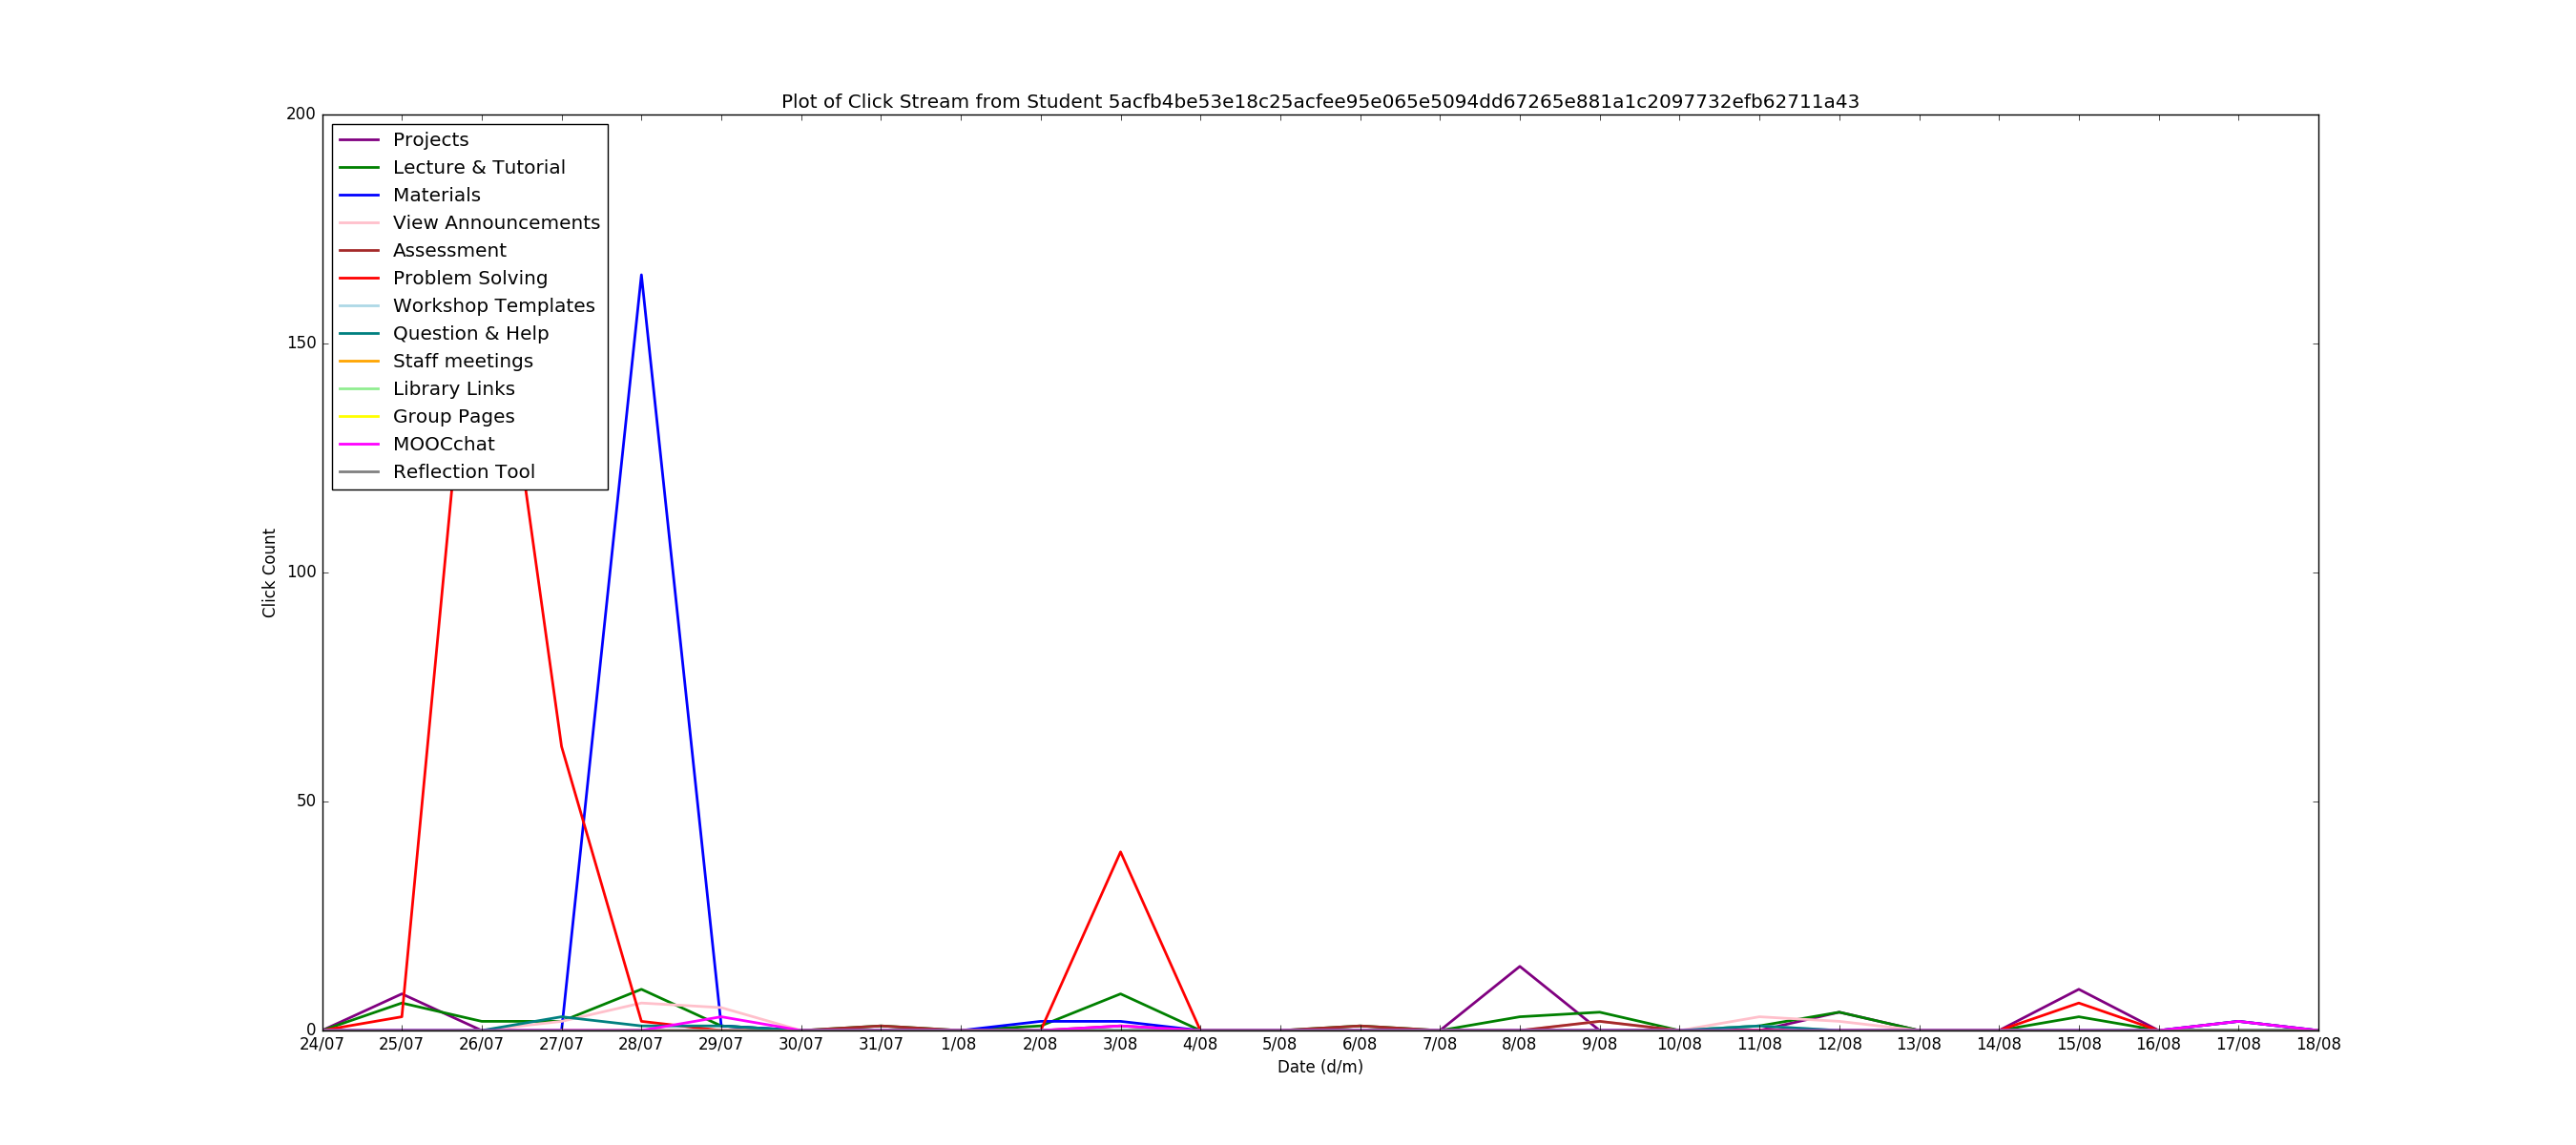 Plot of Click Stream from Student 5acfb4be53e18c25acfee95e065e5094dd67265e881a1c2097732efb62711a43
200
150
100
50
0
Click Count
Projects
Lecture & Tutorial
Materials
View Announcements
Assessment
Problem Solving
Workshop Templates
Question & Help
Staff meetings
Library Links
Group Pages
MOOCchat
Reflection Tool
24/07 25/07 26/07 27/07 28/07 29/07 30/07 31/07 1/08 2/08 3/08 4/08 5/08 6/08 7/08 8/08 9/08 10/08 11/08 12/08 13/08 14/08 15/08 16/08 17/08 18/08
Date (d/m)